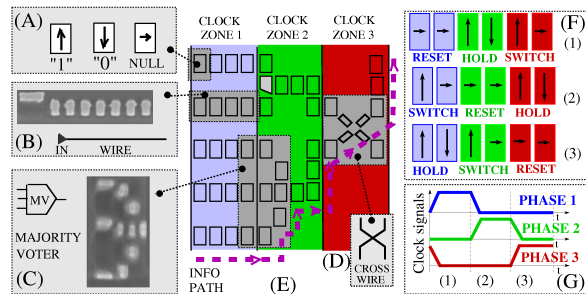 (A)
"1" "0" NULL
(B)
IN WIRE
MV
MAJORITY
VOTER
(C)
CLOCK CLOCK CLOCK
ZONE 1 ZONE 2 ZONE 3
INFO
PATH
(E)
(D)
CROSS
WIRE
(F)
(1)
RESET HOLD SWITCH
(2)
SWITCH RESET HOLD
(3)
HOLD SWITCH RESET
Clock signals
PHASE 1
t
PHASE 2
t
PHASE 3
t
(1) (2) (3)
(G)